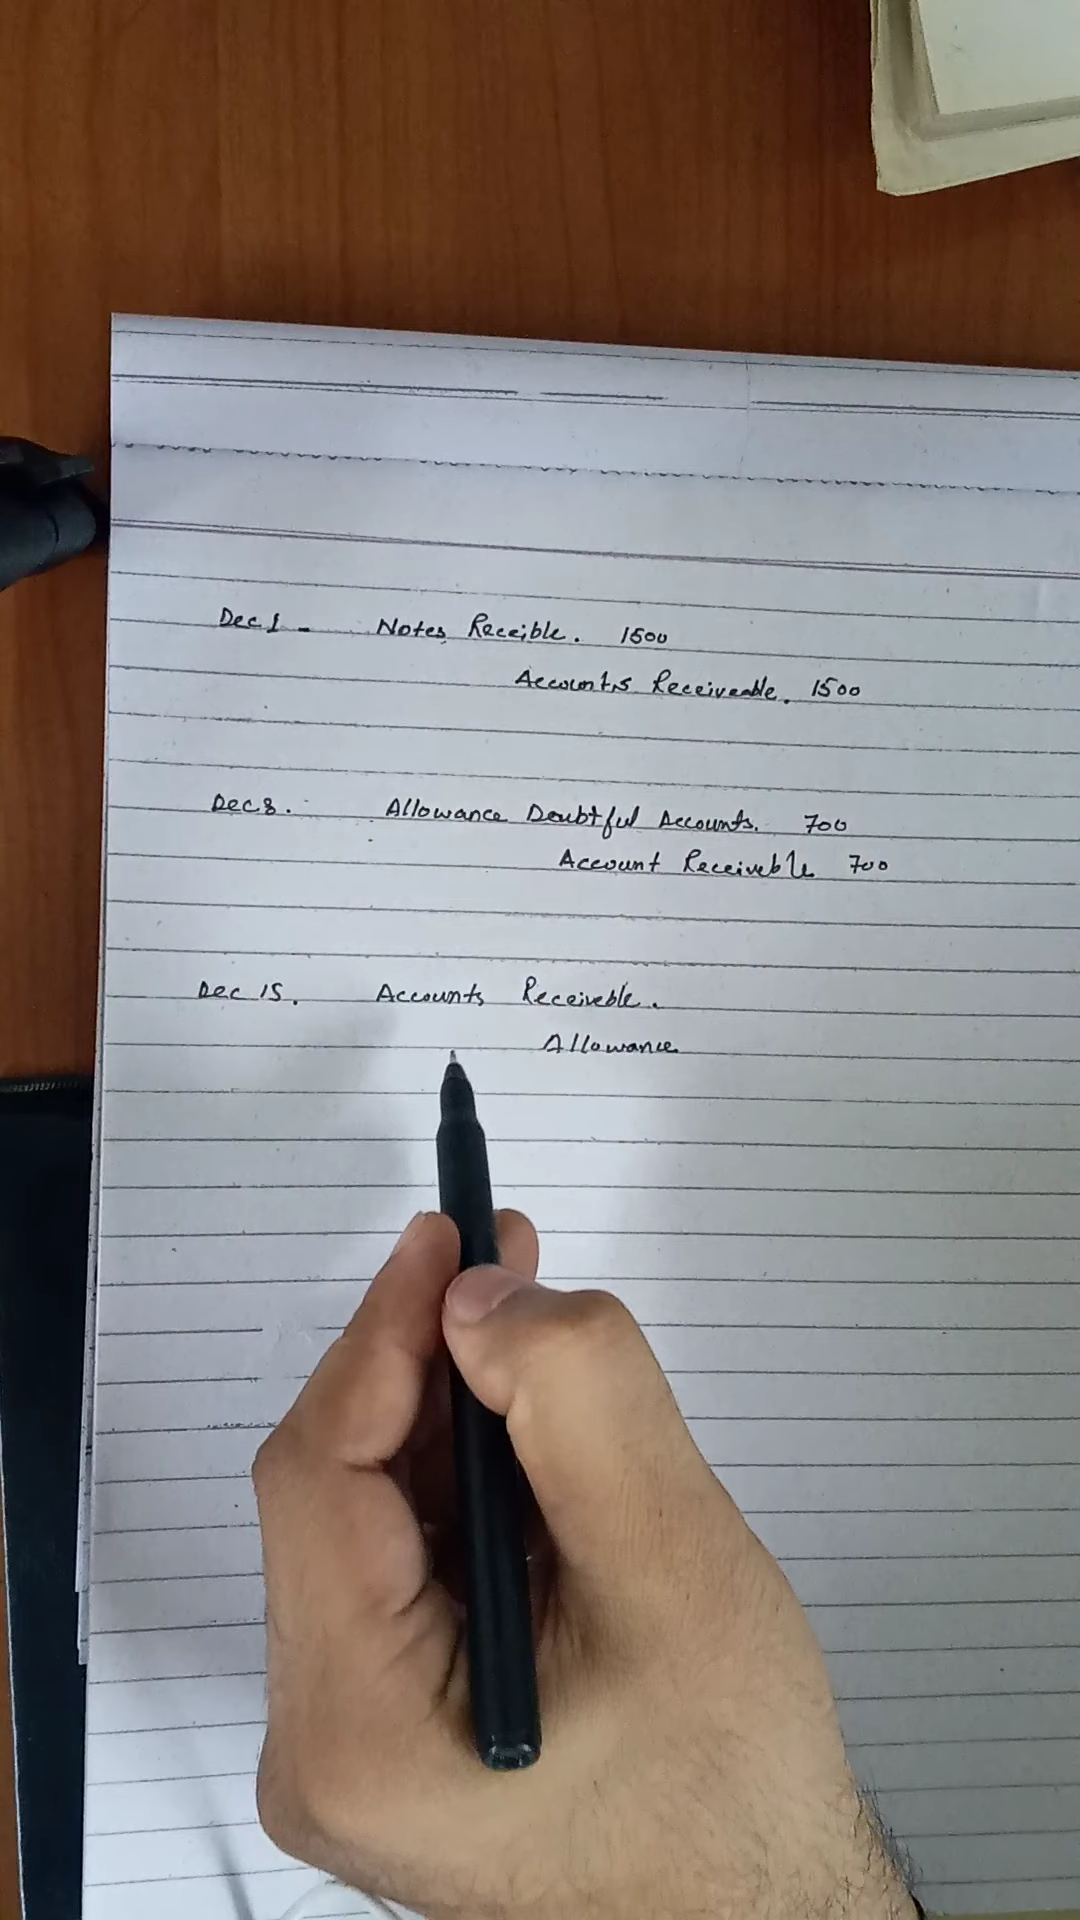 Dec 1 - Notes Receible. 1500
Accounts Receiveable. 1500
Dec 8. Allowance Doubtful Accounts. 700
Account Receiveble 700
Dec 15. Accounts Receiveble.
Allowance